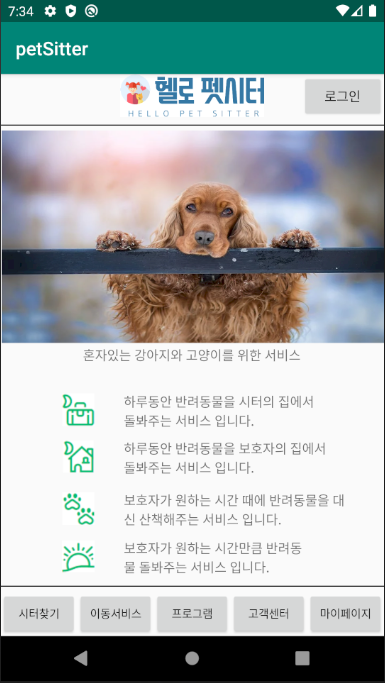 7:34
petSitter
헬로 펫시터
HELLO PET SITTER
로그인
혼자있는 강아지와 고양이를 위한 서비스
하루동안 반려동물을 시터의 집에서
돌봐주는 서비스 입니다.
하루동안 반려동물을 보호자의 집에서
돌봐주는 서비스 입니다.
보호자가 원하는 시간 때에 반려동물을 대
신 산책해주는 서비스 입니다.
보호자가 원하는 시간만큼 반려동
물 돌봐주는 서비스 입니다.
시터찾기
이동서비스
프로그램
고객센터
마이페이지